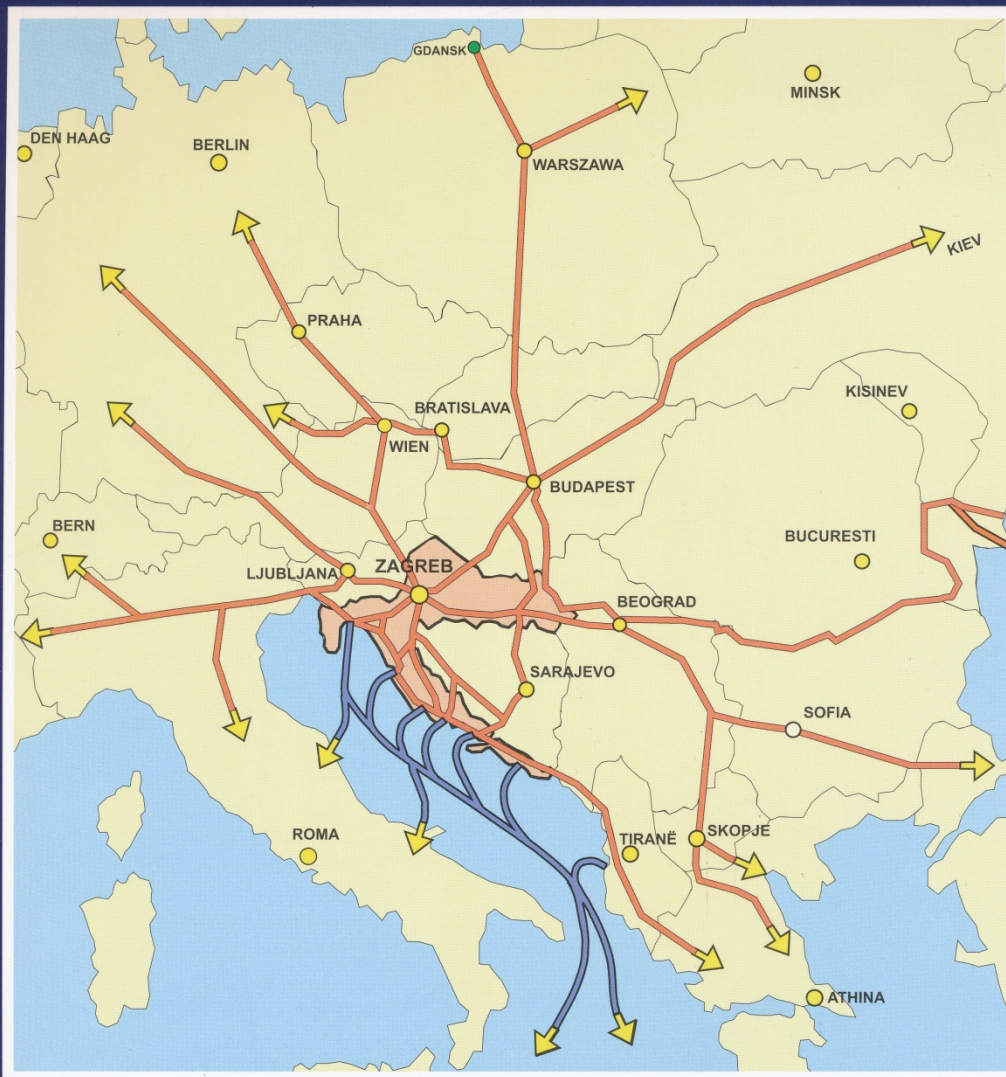 GDANSK
MINSK
DEN HAAG
BERLIN
WARSZAWA
KIEV
PRAHA
KISINEV
BRATISLAVA
WIEN
BUDAPEST
BERN
BUCURESTI
ZAGREB
LJUBLJANA
BEOGRAD
SARAJEVO
SOFIA
ROMA
TIRANË
SKOPJE
ATHINA